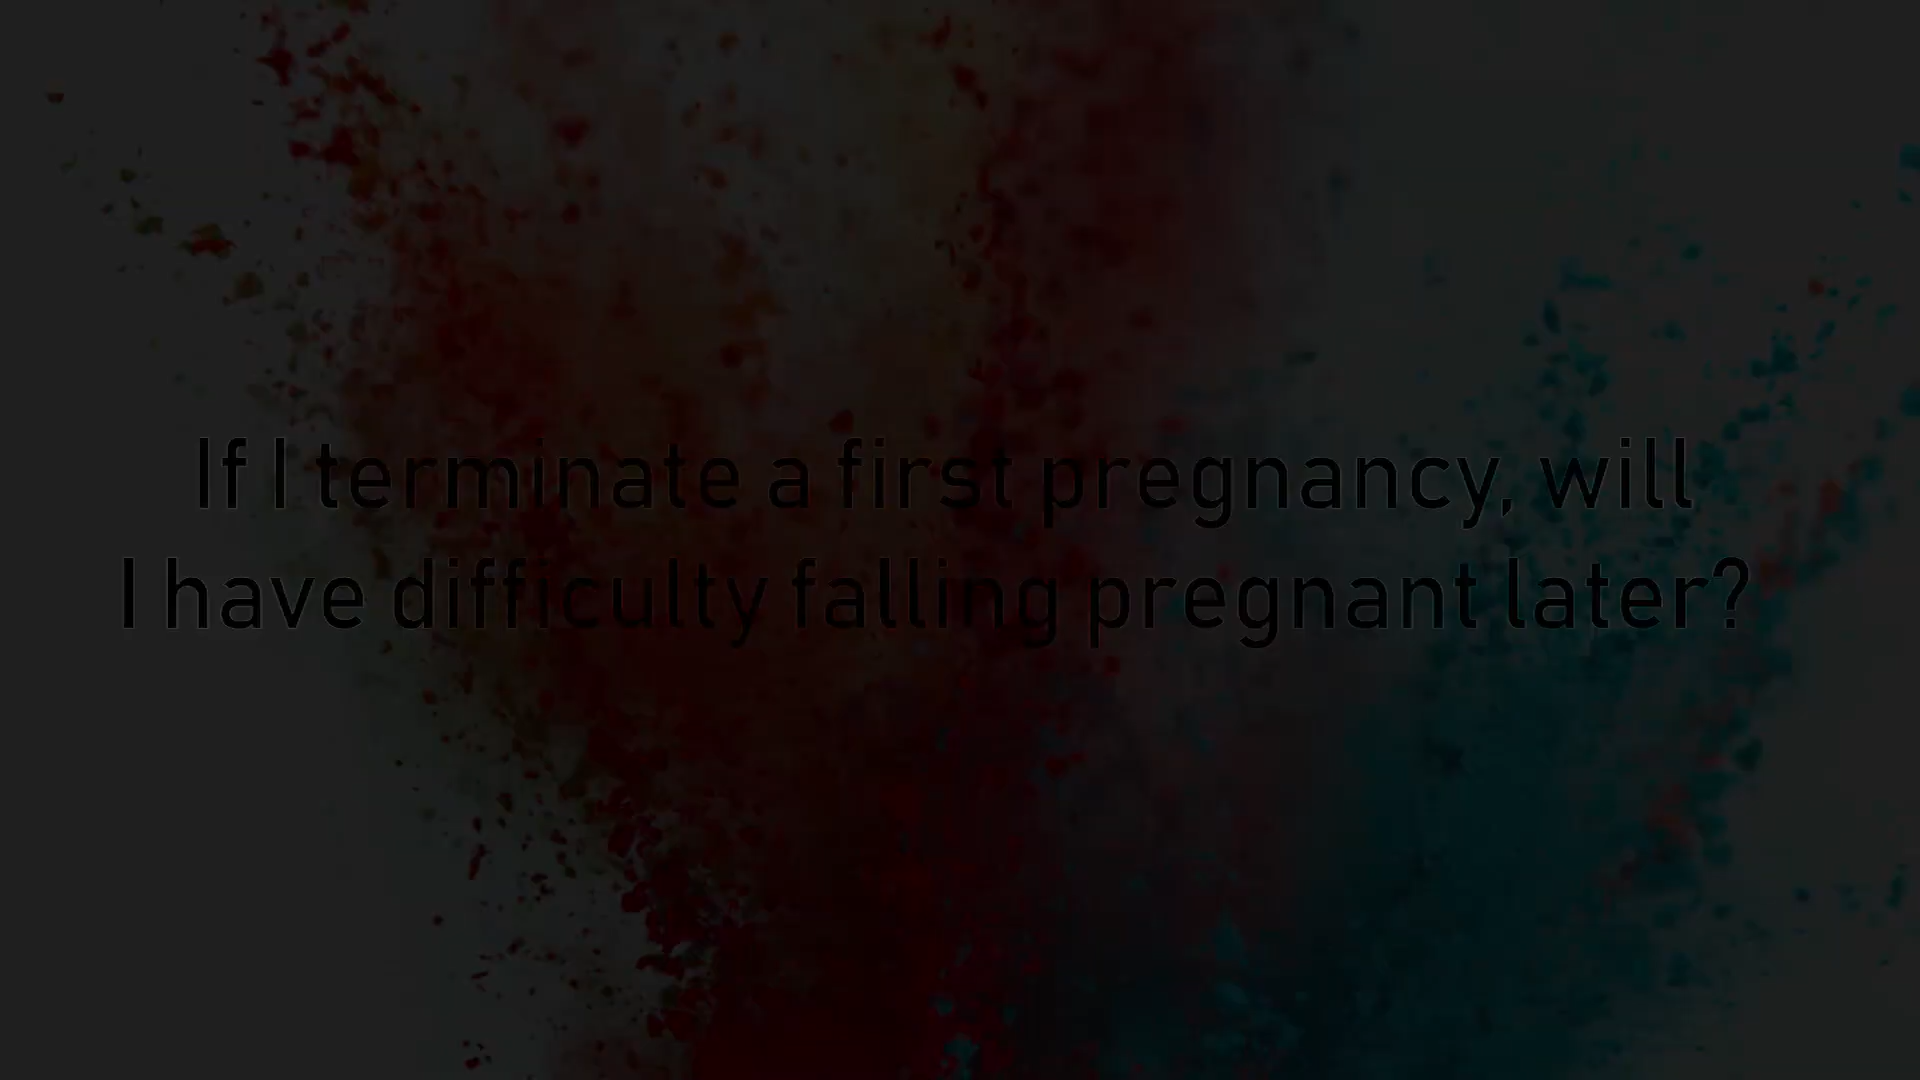 If I terminate a first pregnancy, will
I have difficulty falling pregnant later?